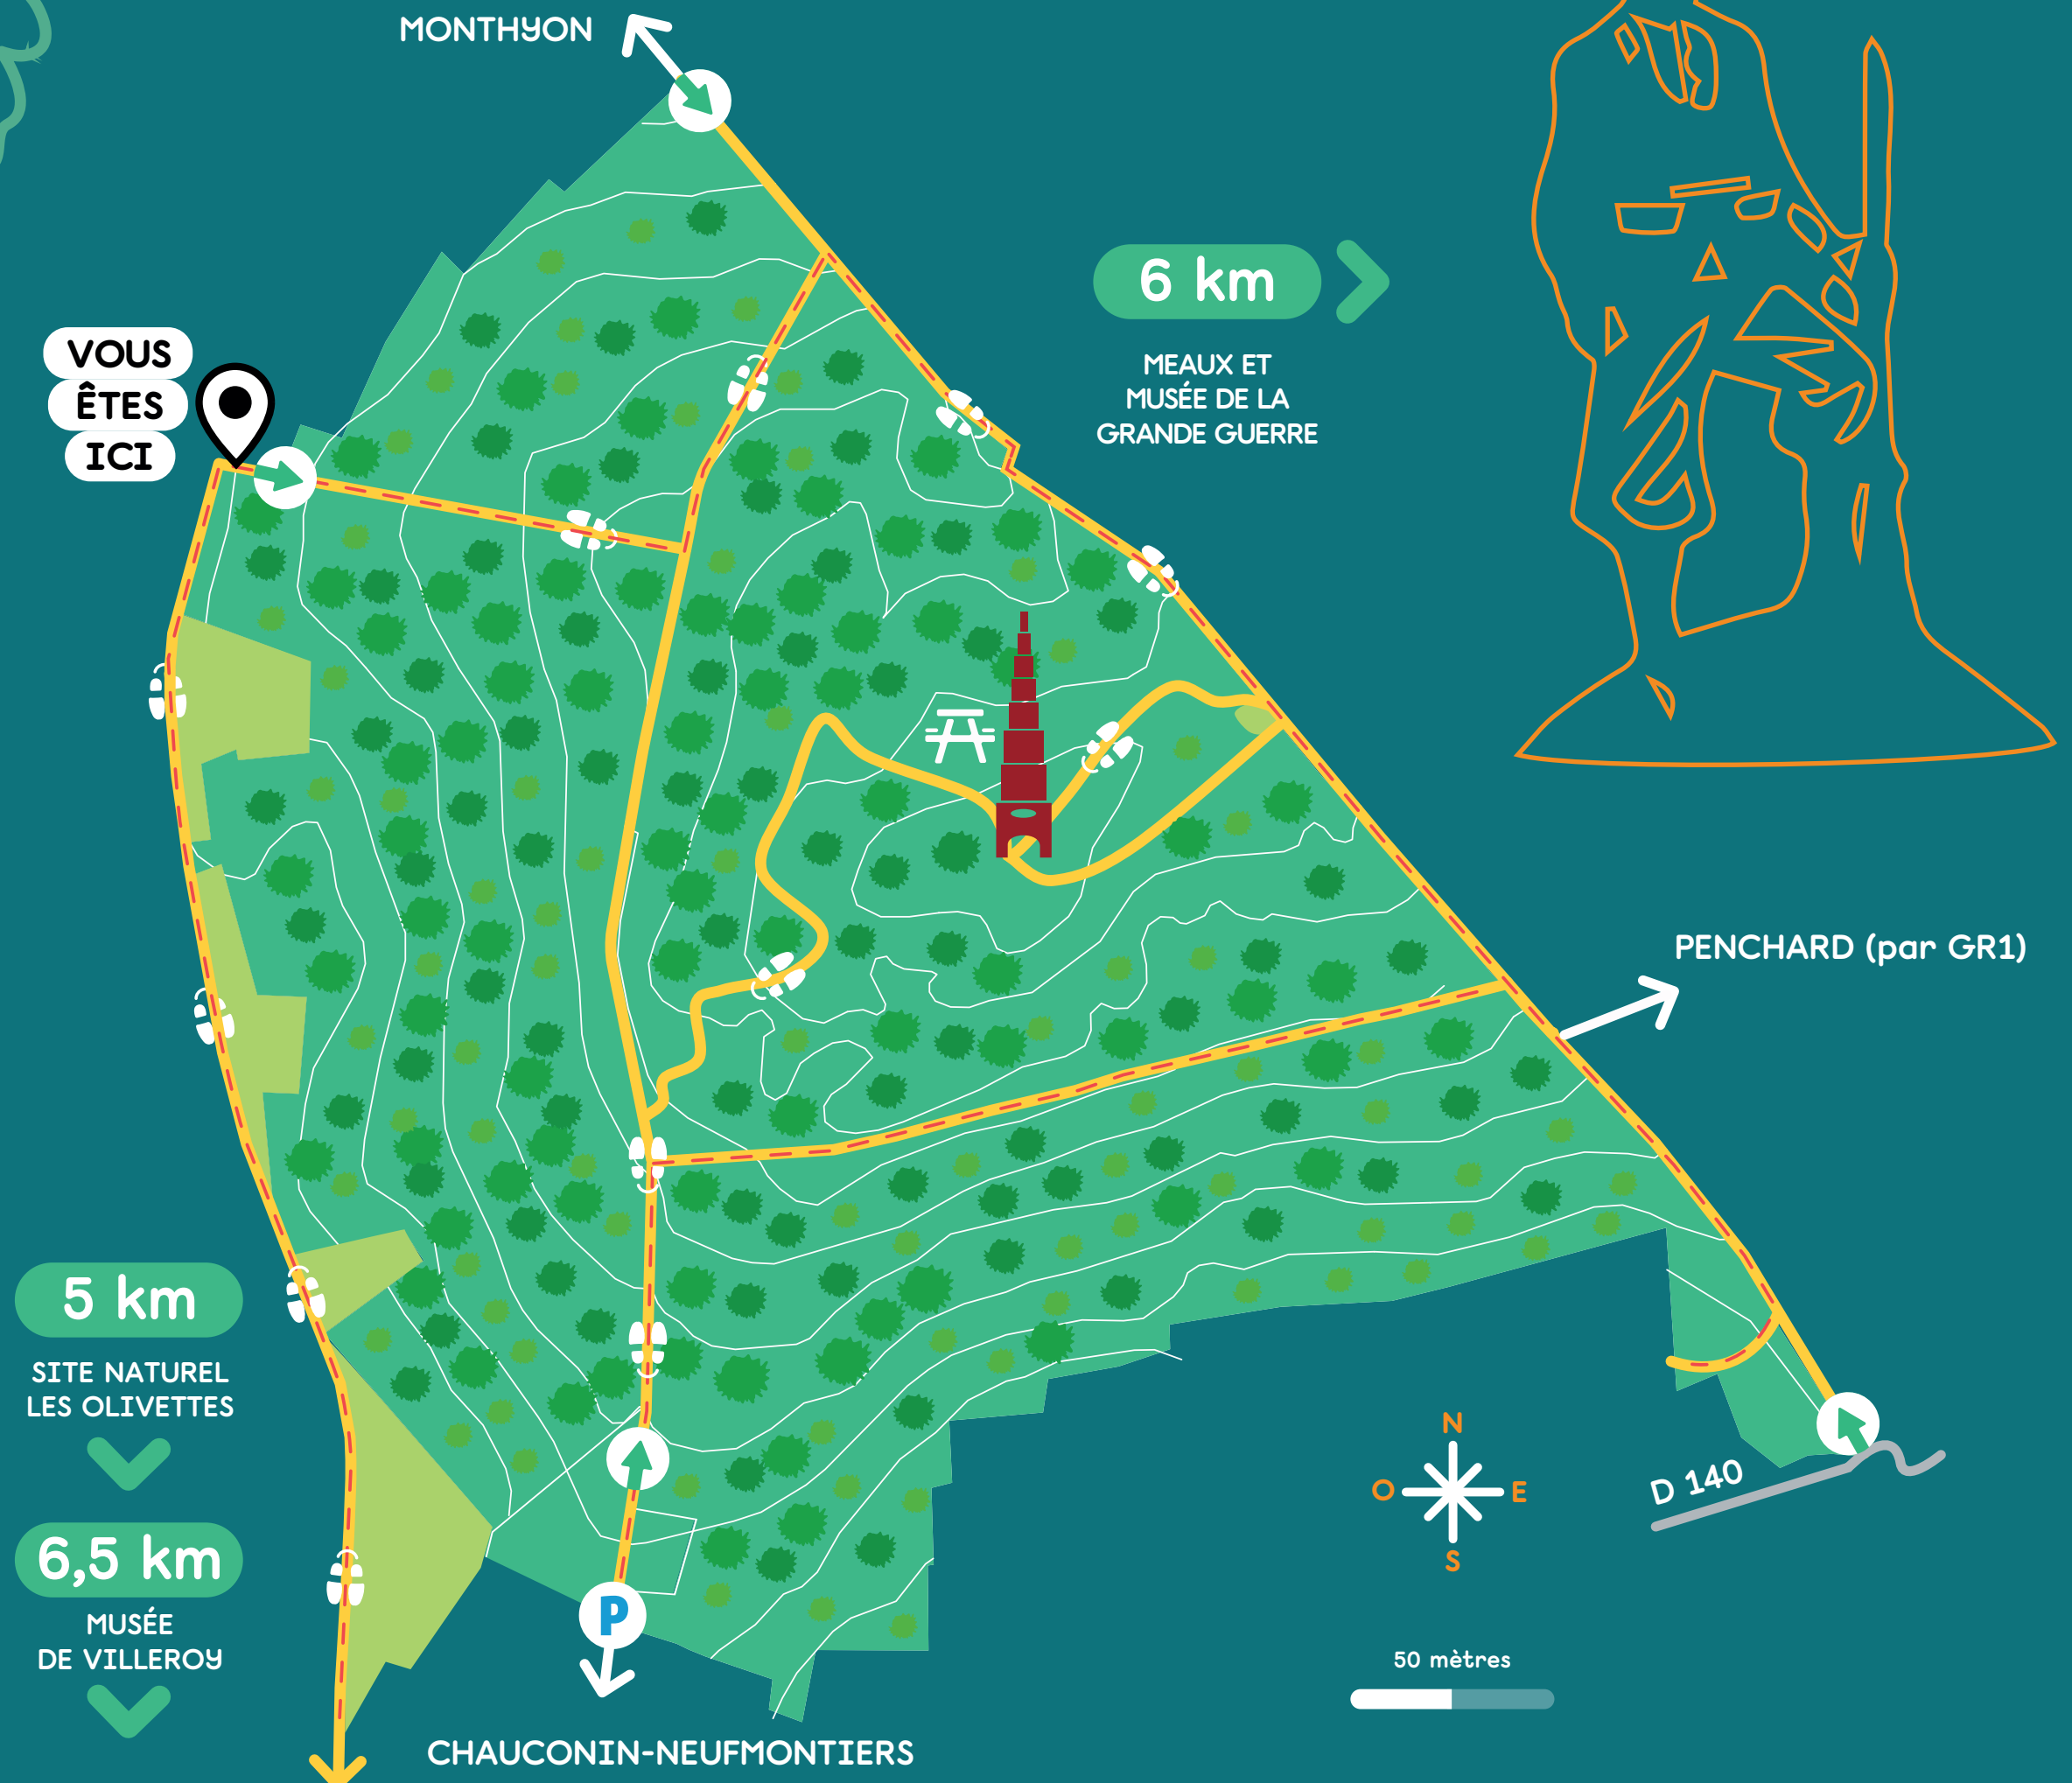 MONTHYON
VOUS
ÊTES
ICI
6 km
MEAUX ET
MUSÉE DE LA
GRANDE GUERRE
PENCHARD (par GR1)
5 km
SITE NATUREL
LES OLIVETTES
6,5 km
MUSÉE
DE VILLEROY
P
CHAUCONIN-NEUFMONTIERS
N
O
E
S
D 140
50 mètres